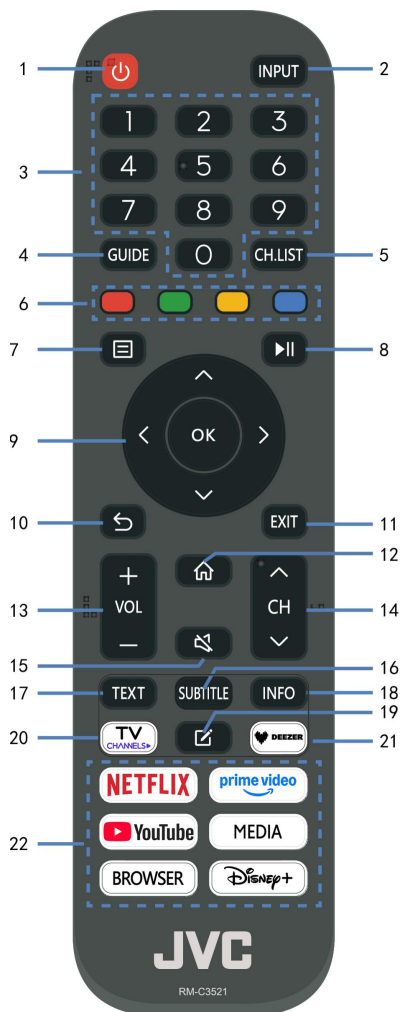 1
2
INPUT
1 2 3
3
4 5 6
7 8 9
4
GUIDE
0
CH.LIST
5
6
7
8
9
OK
10
EXIT
11
12
13
+
VOL
—
CH
14
15
16
17
TEXT
SUBTITLE
INFO
18
19
20
TV
CHANNELS
DEEZER
21
NETFLIX
prime video
22
YouTube
MEDIA
BROWSER
Disney+
JVC
RM-C3521